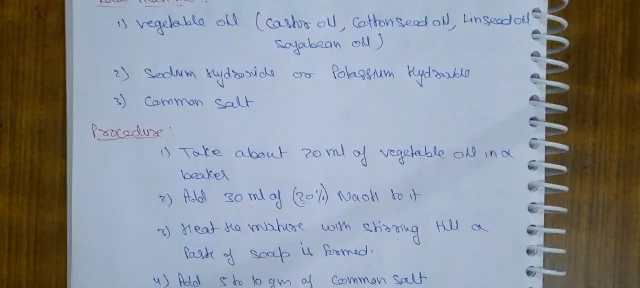 1) vegetable oil (castor oil, cottonseed oil, Linseed oil
Soyabean oil)
2) Sodium Hydroxide or Potassium Hydroxide
3) Common salt
Procedure:
1) Take about 20 ml of vegetable oil in a
beaker
2) Add 30 ml of (20%) NaoH to it
3) Heat the mixture with stirring till a
Paste of soap is formed.
4) Add 5 to 10 gm of common salt